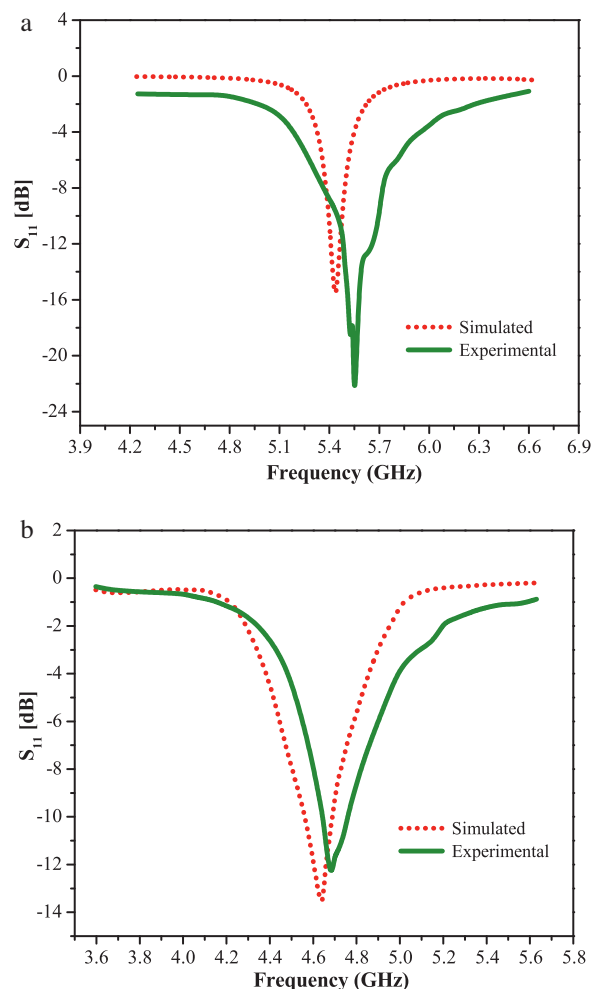 a
4
0
-4
-8
-12
-16
-20
-24
S11 [dB]
Simulated
Experimental
3.9 4.2 4.5 4.8 5.1 5.4 5.7 6.0 6.3 6.6 6.9
Frequency (GHz)
b
2
0
-2
-4
-6
-8
-10
-12
-14
S11 [dB]
Simulated
Experimental
3.6 3.8 4.0 4.2 4.4 4.6 4.8 5.0 5.2 5.4 5.6 5.8
Frequency (GHz)